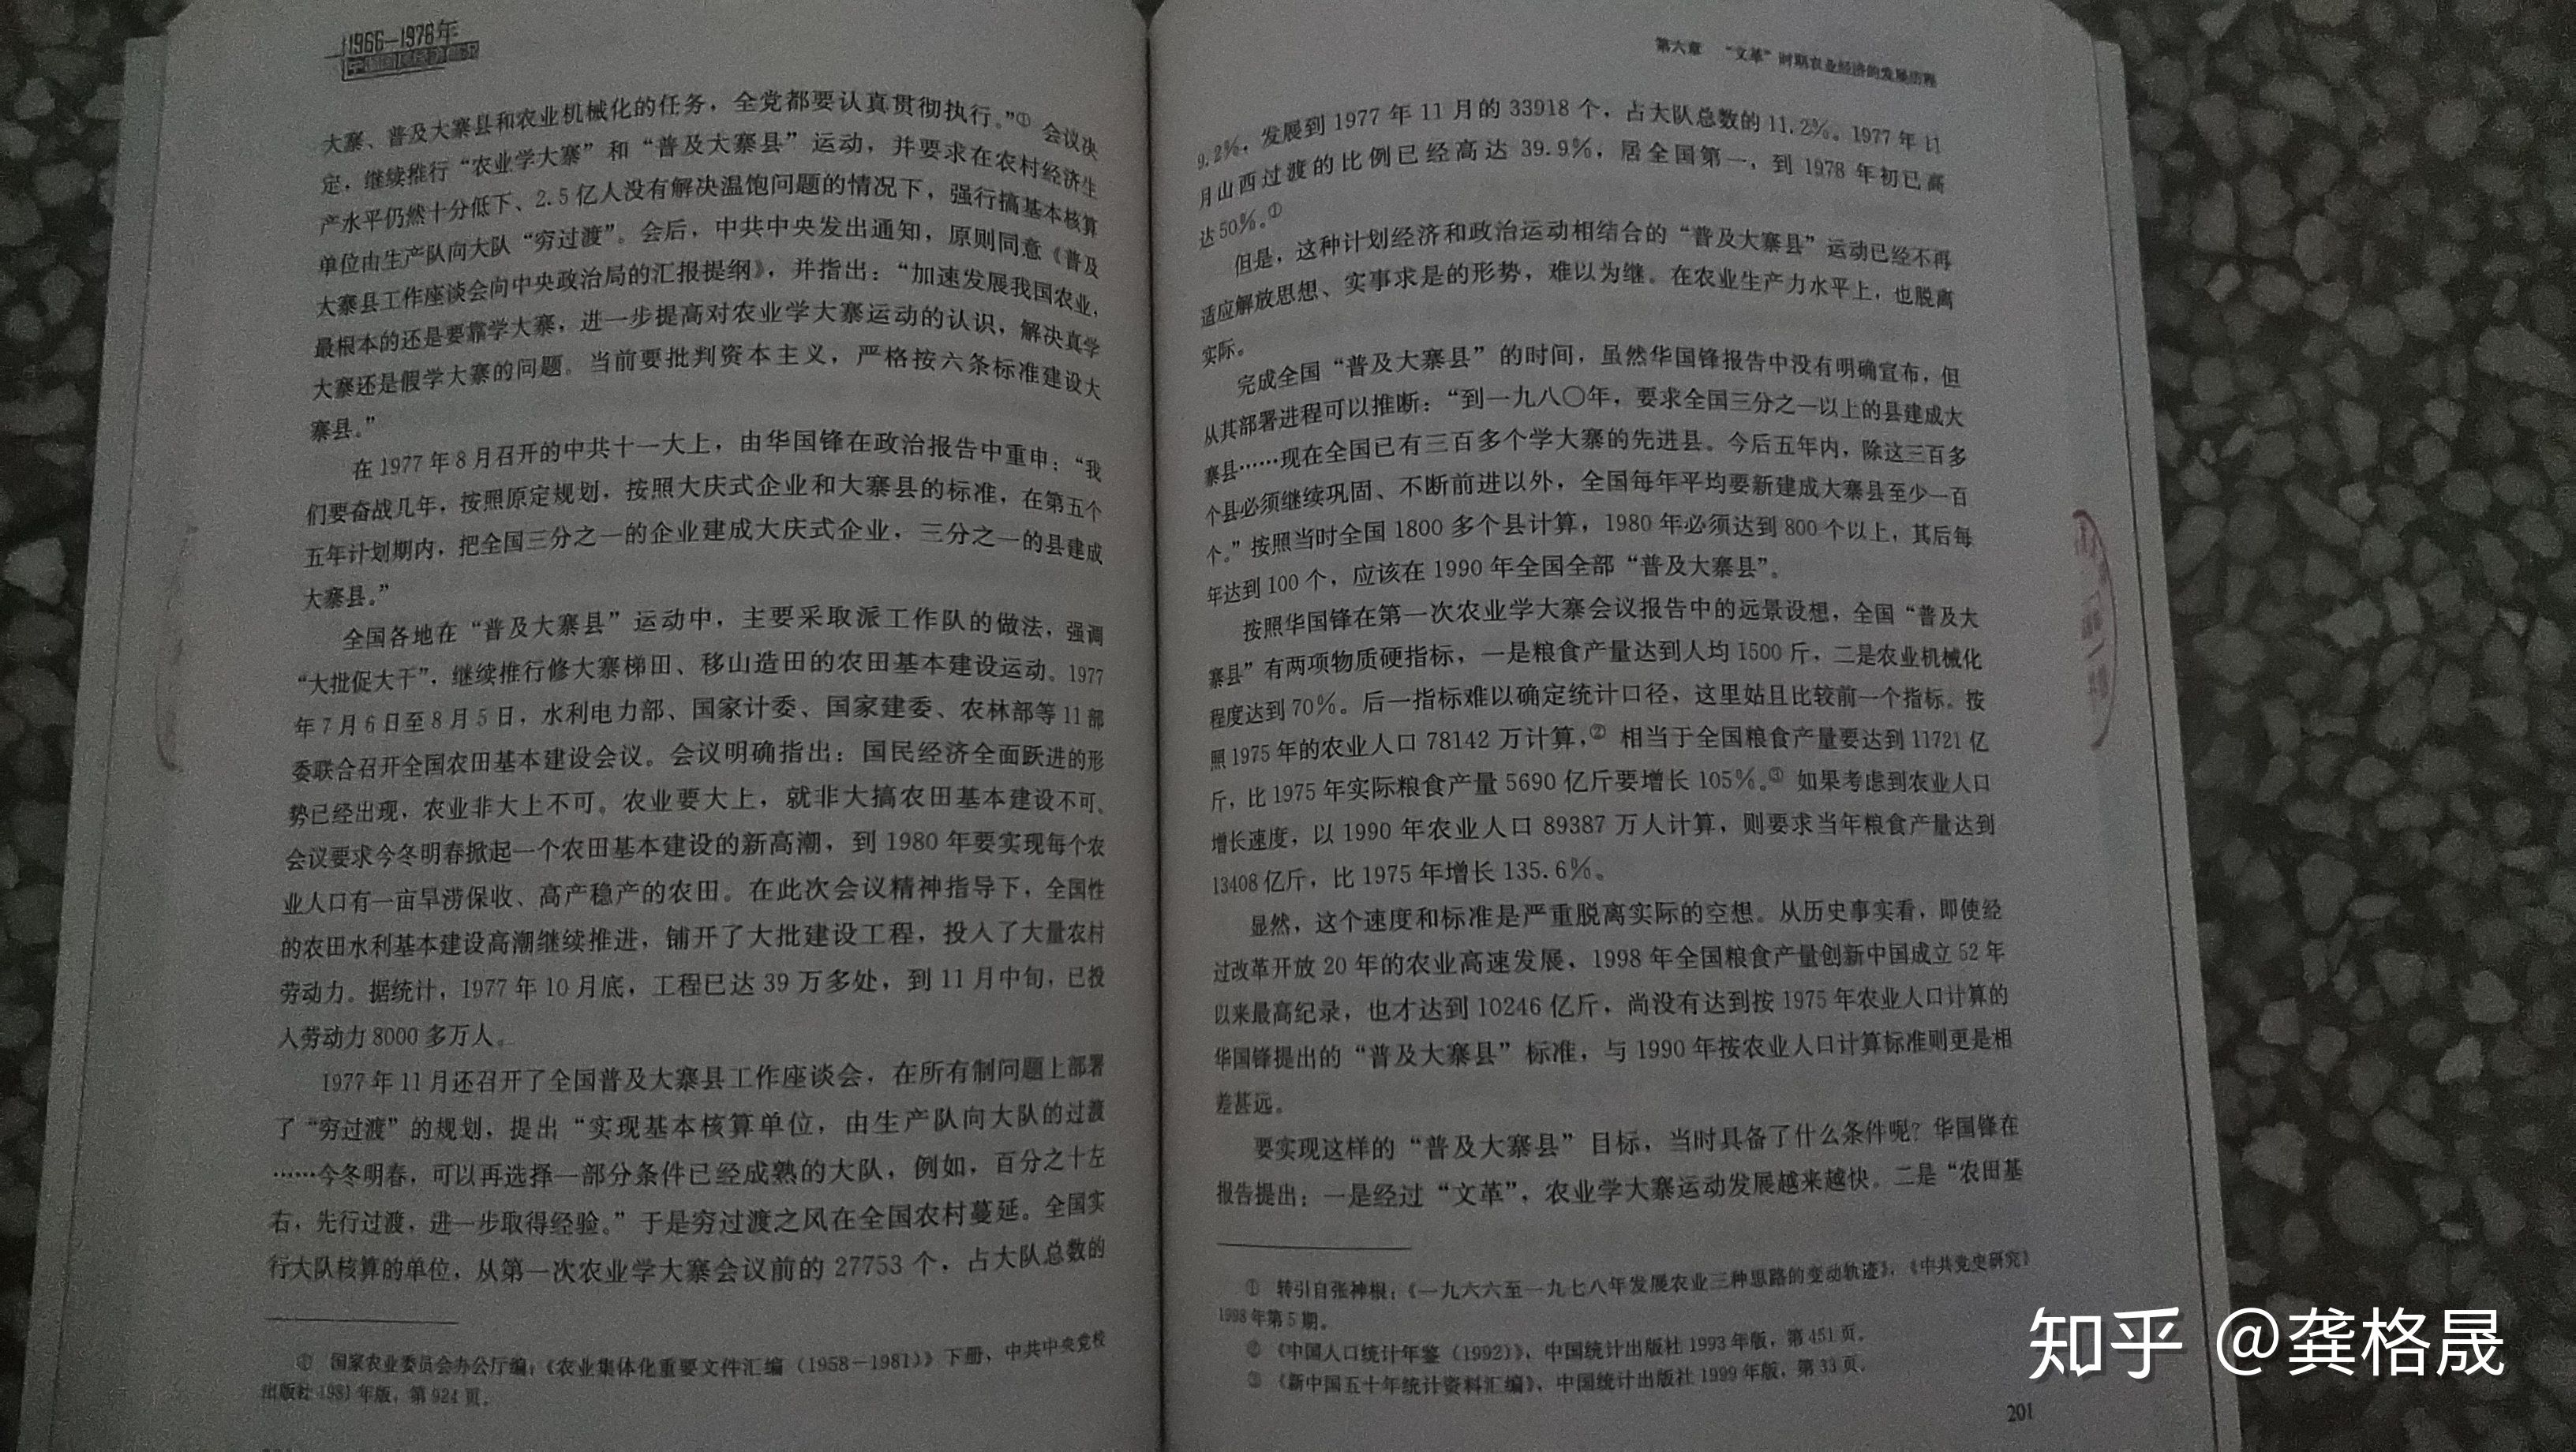 1966—1976年
大寨、普及大寨县和农业机械化的任务，全党都要认真贯彻执行。”① 会议决
定，继续推行“农业学大寨”和“普及大寨县”运动，并要求在农村经济生
产水平仍然十分低下、2.5亿人没有解决温饱问题的情况下，强行搞基本核算
单位由生产队向大队“穷过渡”。会后，中共中央发出通知，原则同意《普及
大寨县工作座谈会向中央政治局的汇报提纲》，并指出：“加速发展我国农业，
最根本的还是要靠学大寨，进一步提高对农业学大寨运动的认识，解决真学
大寨还是假学大寨的问题。当前要批判资本主义，严格按六条标准建设大
寨县。”
在1977年8月召开的中共十一大上，由华国锋在政治报告中重申：“我
们要奋战几年，按照原定规划，按照大庆式企业和大寨县的标准，在第五个
五年计划期内，把全国三分之一的企业建成大庆式企业，三分之一的县建成
大寨县。”
全国各地在“普及大寨县”运动中，主要采取派工作队的做法，强调
“大批促大干”，继续推行修大寨梯田、移山造田的农田基本建设运动。1977
年7月6日至8月5日，水利电力部、国家计委、国家建委、农林部等11部
委联合召开全国农田基本建设会议。会议明确指出：国民经济全面跃进的形
势已经出现，农业非大上不可。农业要大上，就非大搞农田基本建设不可。
会议要求今冬明春掀起一个农田基本建设的新高潮，到1980年要实现每个农
业人口有一亩旱涝保收、高产稳产的农田。在此次会议精神指导下，全国性
的农田水利基本建设高潮继续推进，铺开了大批建设工程，投入了大量农村
劳动力。据统计，1977年10月底，工程已达39万多处，到11月中旬，已投
入劳动力8000多万人。
1977年11月还召开了全国普及大寨县工作座谈会，在所有制问题上部署
了“穷过渡”的规划，提出“实现基本核算单位，由生产队向大队的过渡
……今冬明春，可以再选择一部分条件已经成熟的大队，例如，百分之十左
右，先行过渡，进一步取得经验。”于是穷过渡之风在全国农村蔓延。全国实
行大队核算的单位，从第一次农业学大寨会议前的27753个，占大队总数的
① 国家农业委员会办公厅编：《农业集体化重要文件汇编（1958—1981）》下册，中共中央党校
出版社1981年版，第924页。
第六章 “文革”时期农业经济的发展历程
9.2%，发展到1977年11月的33918个，占大队总数的11.2%。1977年11
月山西过渡的比例已经高达39.9%，居全国第一，到1978年初已高
达50%。①
但是，这种计划经济和政治运动相结合的“普及大寨县”运动已经不再
适应解放思想、实事求是的形势，难以为继。在农业生产力水平上，也脱离
实际。
完成全国“普及大寨县”的时间，虽然华国锋报告中没有明确宣布，但
从其部署进程可以推断：“到一九八〇年，要求全国三分之一以上的县建成大
寨县……现在全国已有三百多个学大寨的先进县。今后五年内，除这三百多
个县必须继续巩固、不断前进以外，全国每年平均要新建成大寨县至少一百
个。”按照当时全国1800多个县计算，1980年必须达到800个以上，其后每
年达到100个，应该在1990年全国全部“普及大寨县”。
按照华国锋在第一次农业学大寨会议报告中的远景设想，全国“普及大
寨县”有两项物质硬指标，一是粮食产量达到人均1500斤，二是农业机械化
程度达到70%。后一指标难以确定统计口径，这里姑且比较前一个指标。按
照1975年的农业人口78142万计算，② 相当于全国粮食产量要达到11721亿
斤，比1975年实际粮食产量5690亿斤要增长105%。③ 如果考虑到农业人口
增长速度，以1990年农业人口89387万人计算，则要求当年粮食产量达到
13408亿斤，比1975年增长135.6%。
显然，这个速度和标准是严重脱离实际的空想。从历史事实看，即使经
过改革开放20年的农业高速发展，1998年全国粮食产量创新中国成立52年
以来最高纪录，也才达到10246亿斤，尚没有达到按1975年农业人口计算的
华国锋提出的“普及大寨县”标准，与1990年按农业人口计算标准则更是相
差甚远。
要实现这样的“普及大寨县”目标，当时具备了什么条件呢？华国锋在
报告提出：一是经过“文革”，农业学大寨运动发展越来越快。二是“农田基
① 转引自张神根：《一九六六至一九七八年发展农业三种思路的变动轨迹》，《中共党史研究》
1998年第5期。
② 《中国人口统计年鉴（1992）》，中国统计出版社1993年版，第451页。
③ 《新中国五十年统计资料汇编》，中国统计出版社1999年版，第33页。
201
知乎 @龚格晟